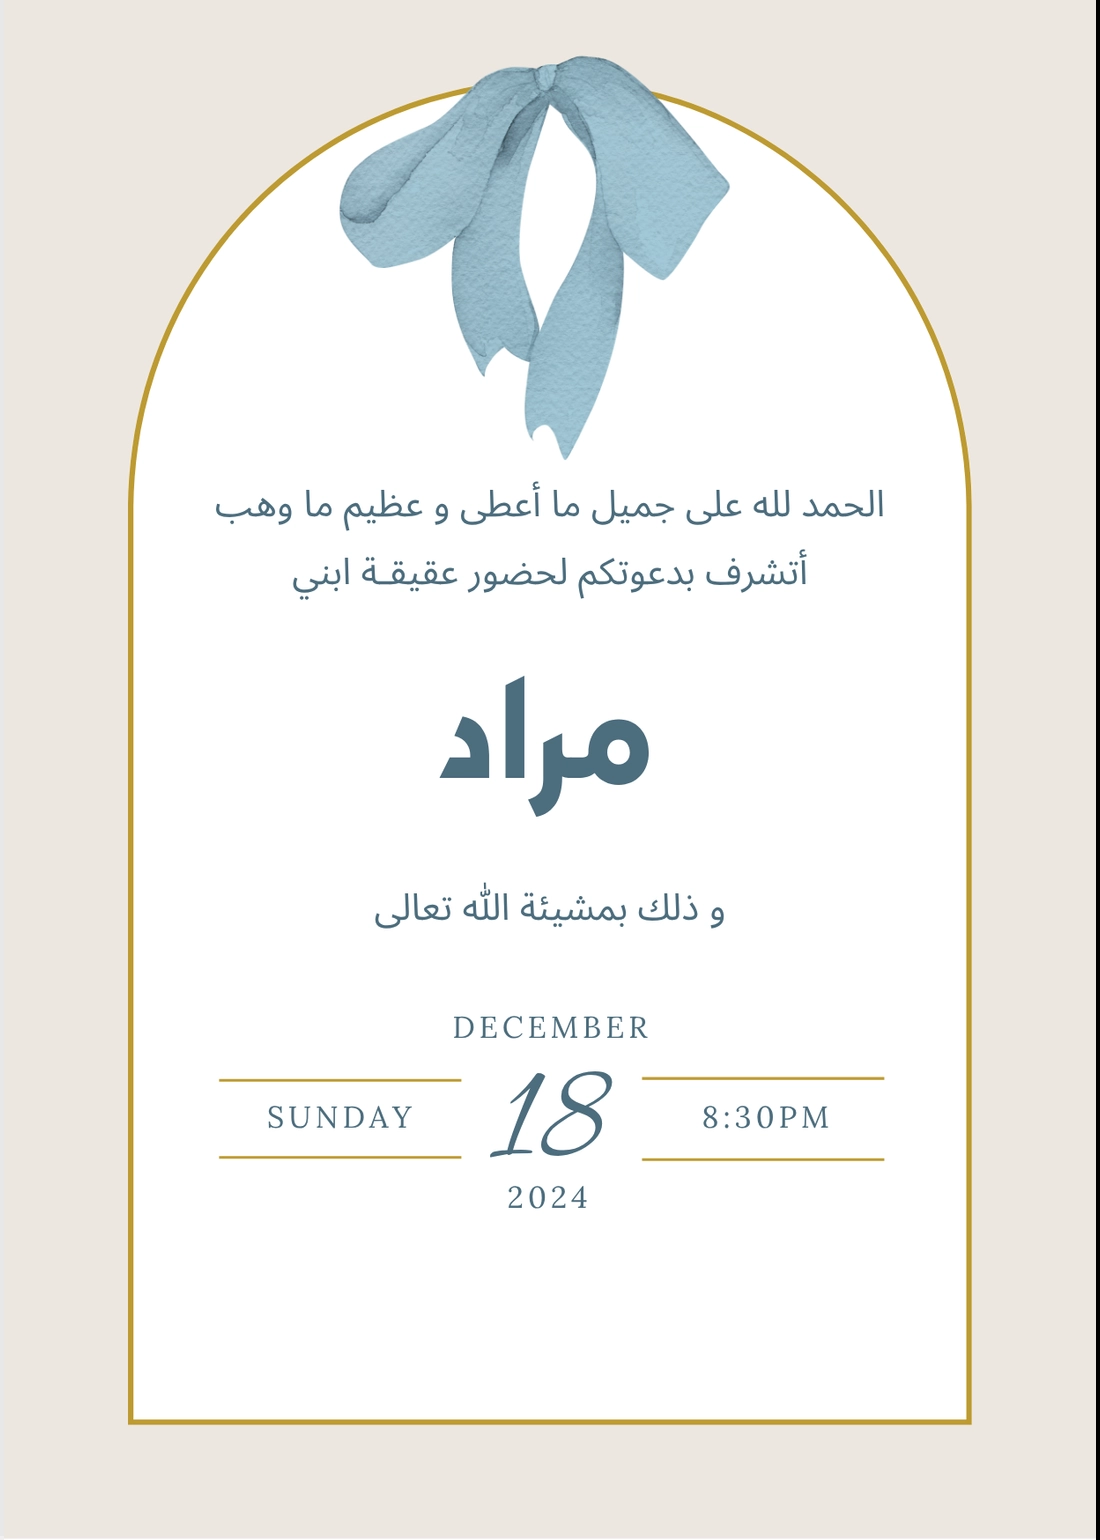 الحمد لله على جميل ما أعطى و عظيم ما وهب
أتشرف بدعوتكم لحضور عقيقـة ابني
مراد
و ذلك بمشيئة اللّٰه تعالى
DECEMBER
SUNDAY
18
8:30PM
2024